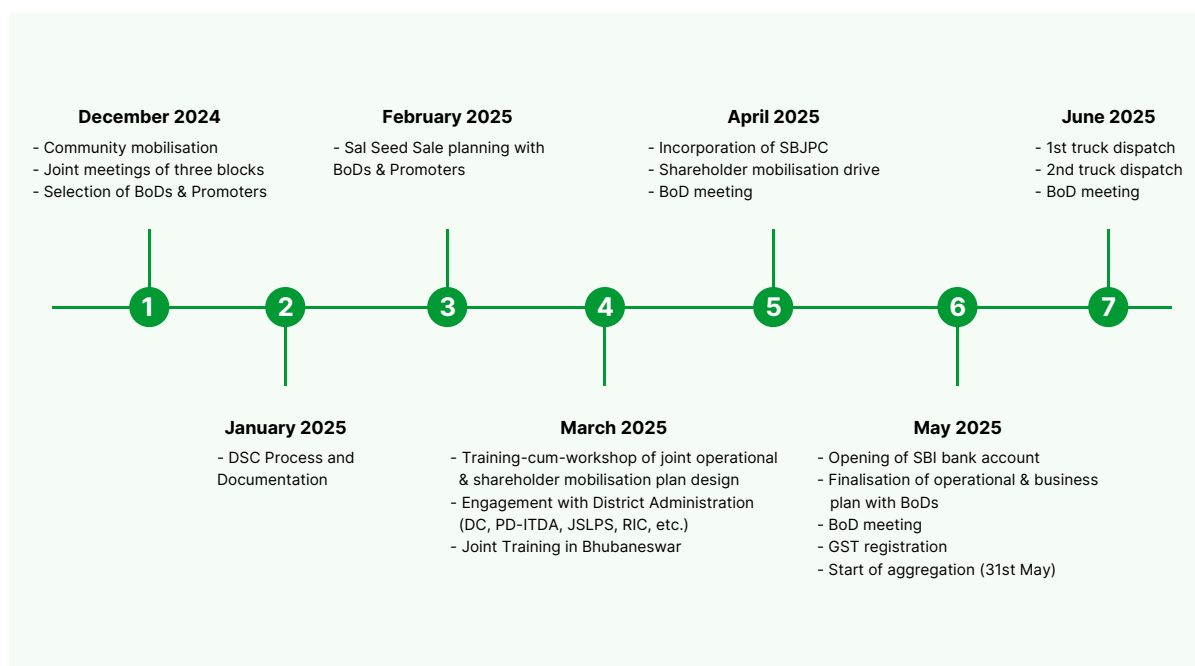 December 2024
- Community mobilisation
- Joint meetings of three blocks
- Selection of BoDs & Promoters
February 2025
- Sal Seed Sale planning with
BoDs & Promoters
April 2025
- Incorporation of SBJPC
- Shareholder mobilisation drive
- BoD meeting
June 2025
- 1st truck dispatch
- 2nd truck dispatch
- BoD meeting
1
2
3
4
5
6
7
January 2025
- DSC Process and
Documentation
March 2025
- Training-cum-workshop of joint operational
& shareholder mobilisation plan design
- Engagement with District Administration
(DC, PD-ITDA, JSLPS, RIC, etc.)
- Joint Training in Bhubaneswar
May 2025
- Opening of SBI bank account
- Finalisation of operational & business
plan with BoDs
- BoD meeting
- GST registration
- Start of aggregation (31st May)